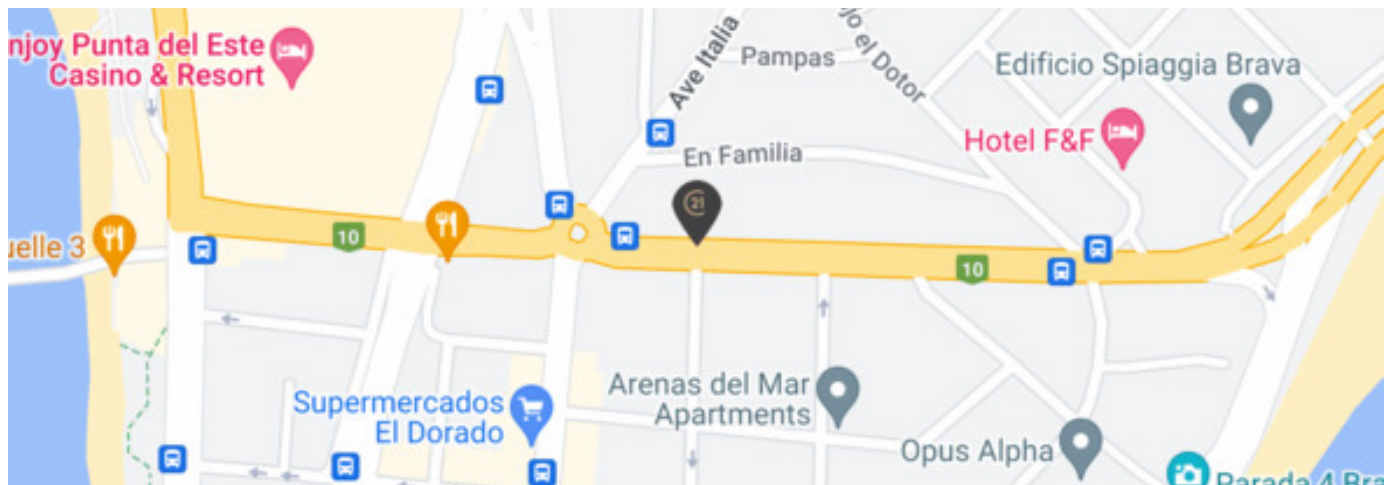 njoy Punta del Este
Casino & Resort
Ave Italia
Pampas
jo el Dotor
Edificio Spiaggia Brava
Hotel F&F
En Familia
21
uelle 3
10
10
Supermercados
El Dorado
Arenas del Mar
Apartments
Opus Alpha
Parada 4 Bra